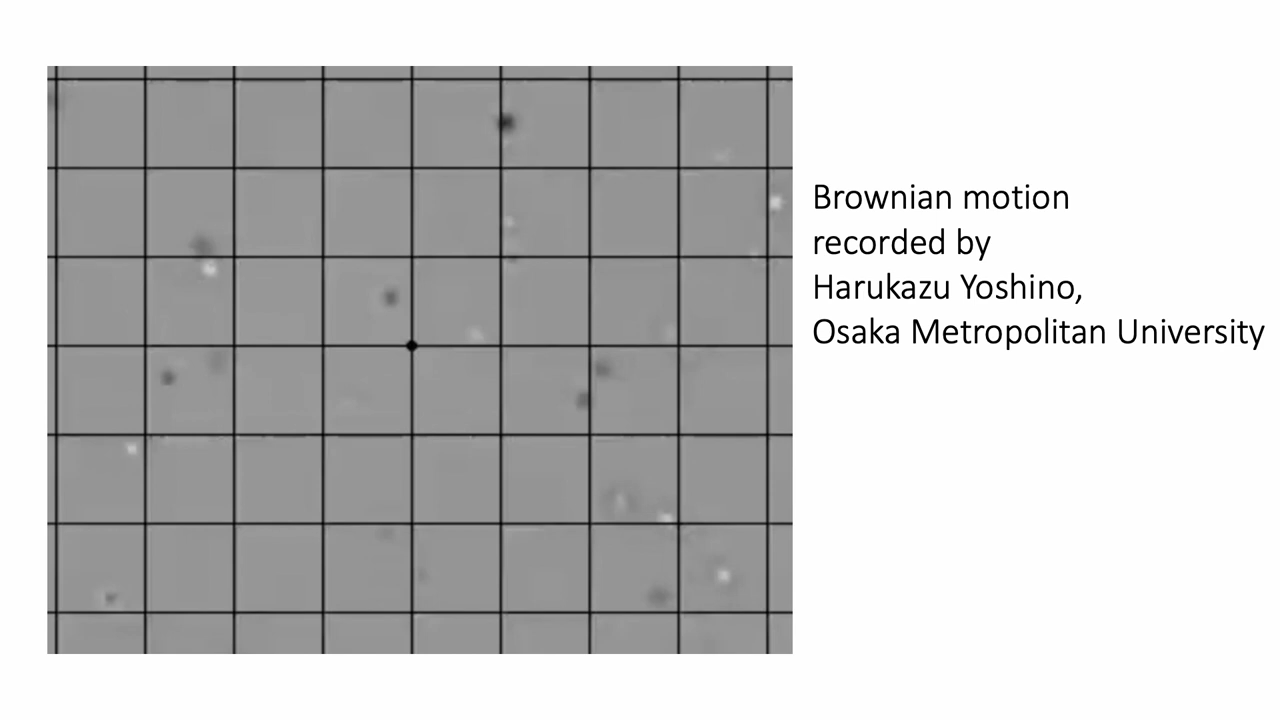 Brownian motion
recorded by
Harukazu Yoshino,
Osaka Metropolitan University